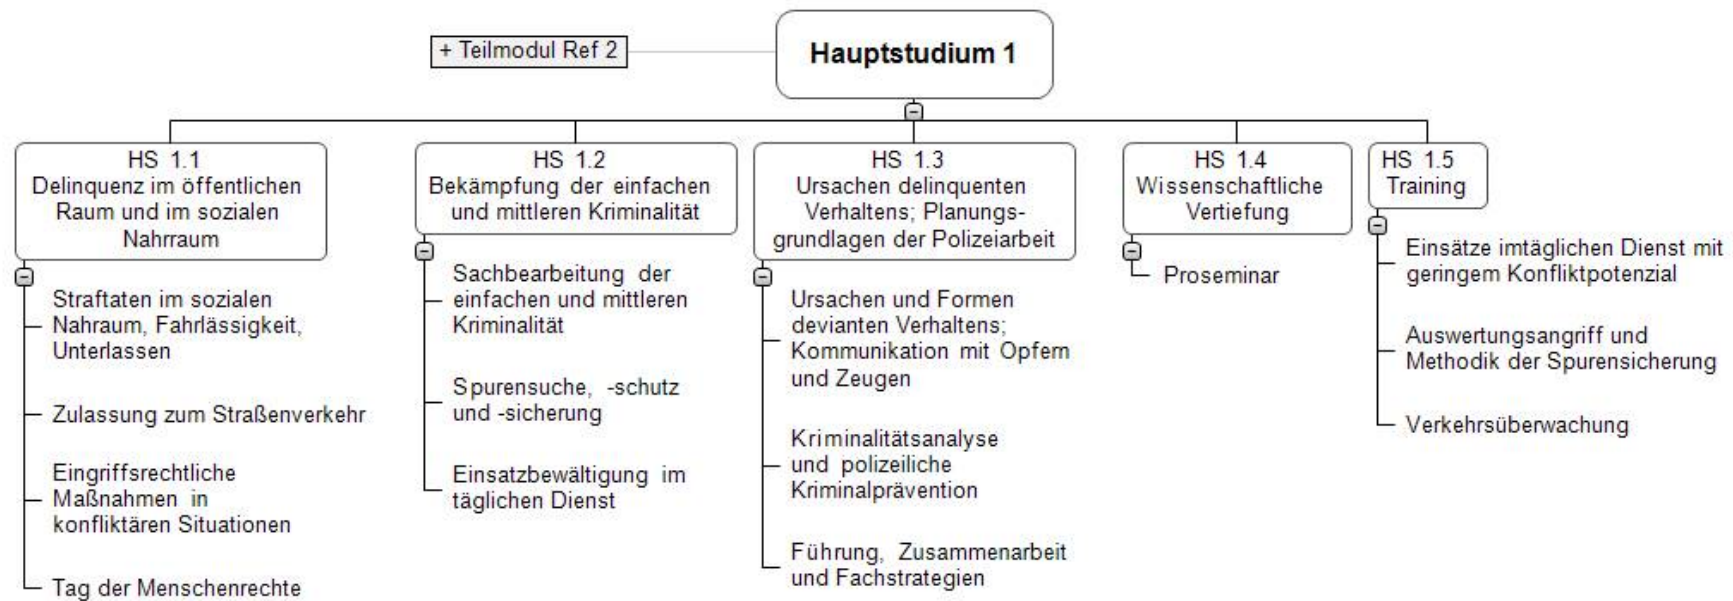 + Teilmodul Ref 2
Hauptstudium 1
HS 1.1
Delinquenz im öffentlichen
Raum und im sozialen
Nahrraum
Straftaten im sozialen
Nahraum, Fahrlässigkeit,
Unterlassen
Zulassung zum Straßenverkehr
Eingriffsrechtliche
Maßnahmen in
konfliktären Situationen
Tag der Menschenrechte
HS 1.2
Bekämpfung der einfachen
und mittleren Kriminalität
Sachbearbeitung der
einfachen und mittleren
Kriminalität
Spurensuche, -schutz
und -sicherung
Einsatzbewältigung im
täglichen Dienst
HS 1.3
Ursachen delinquenten
Verhaltens; Planungs-
grundlagen der Polizeiarbeit
Ursachen und Formen
devianten Verhaltens;
Kommunikation mit Opfern
und Zeugen
Kriminalitätsanalyse
und polizeiliche
Kriminalprävention
Führung, Zusammenarbeit
und Fachstrategien
HS 1.4
Wissenschaftliche
Vertiefung
Proseminar
HS 1.5
Training
Einsätze imtäglichen Dienst mit
geringem Konfliktpotenzial
Auswertungsangriff und
Methodik der Spurensicherung
Verkehrsüberwachung